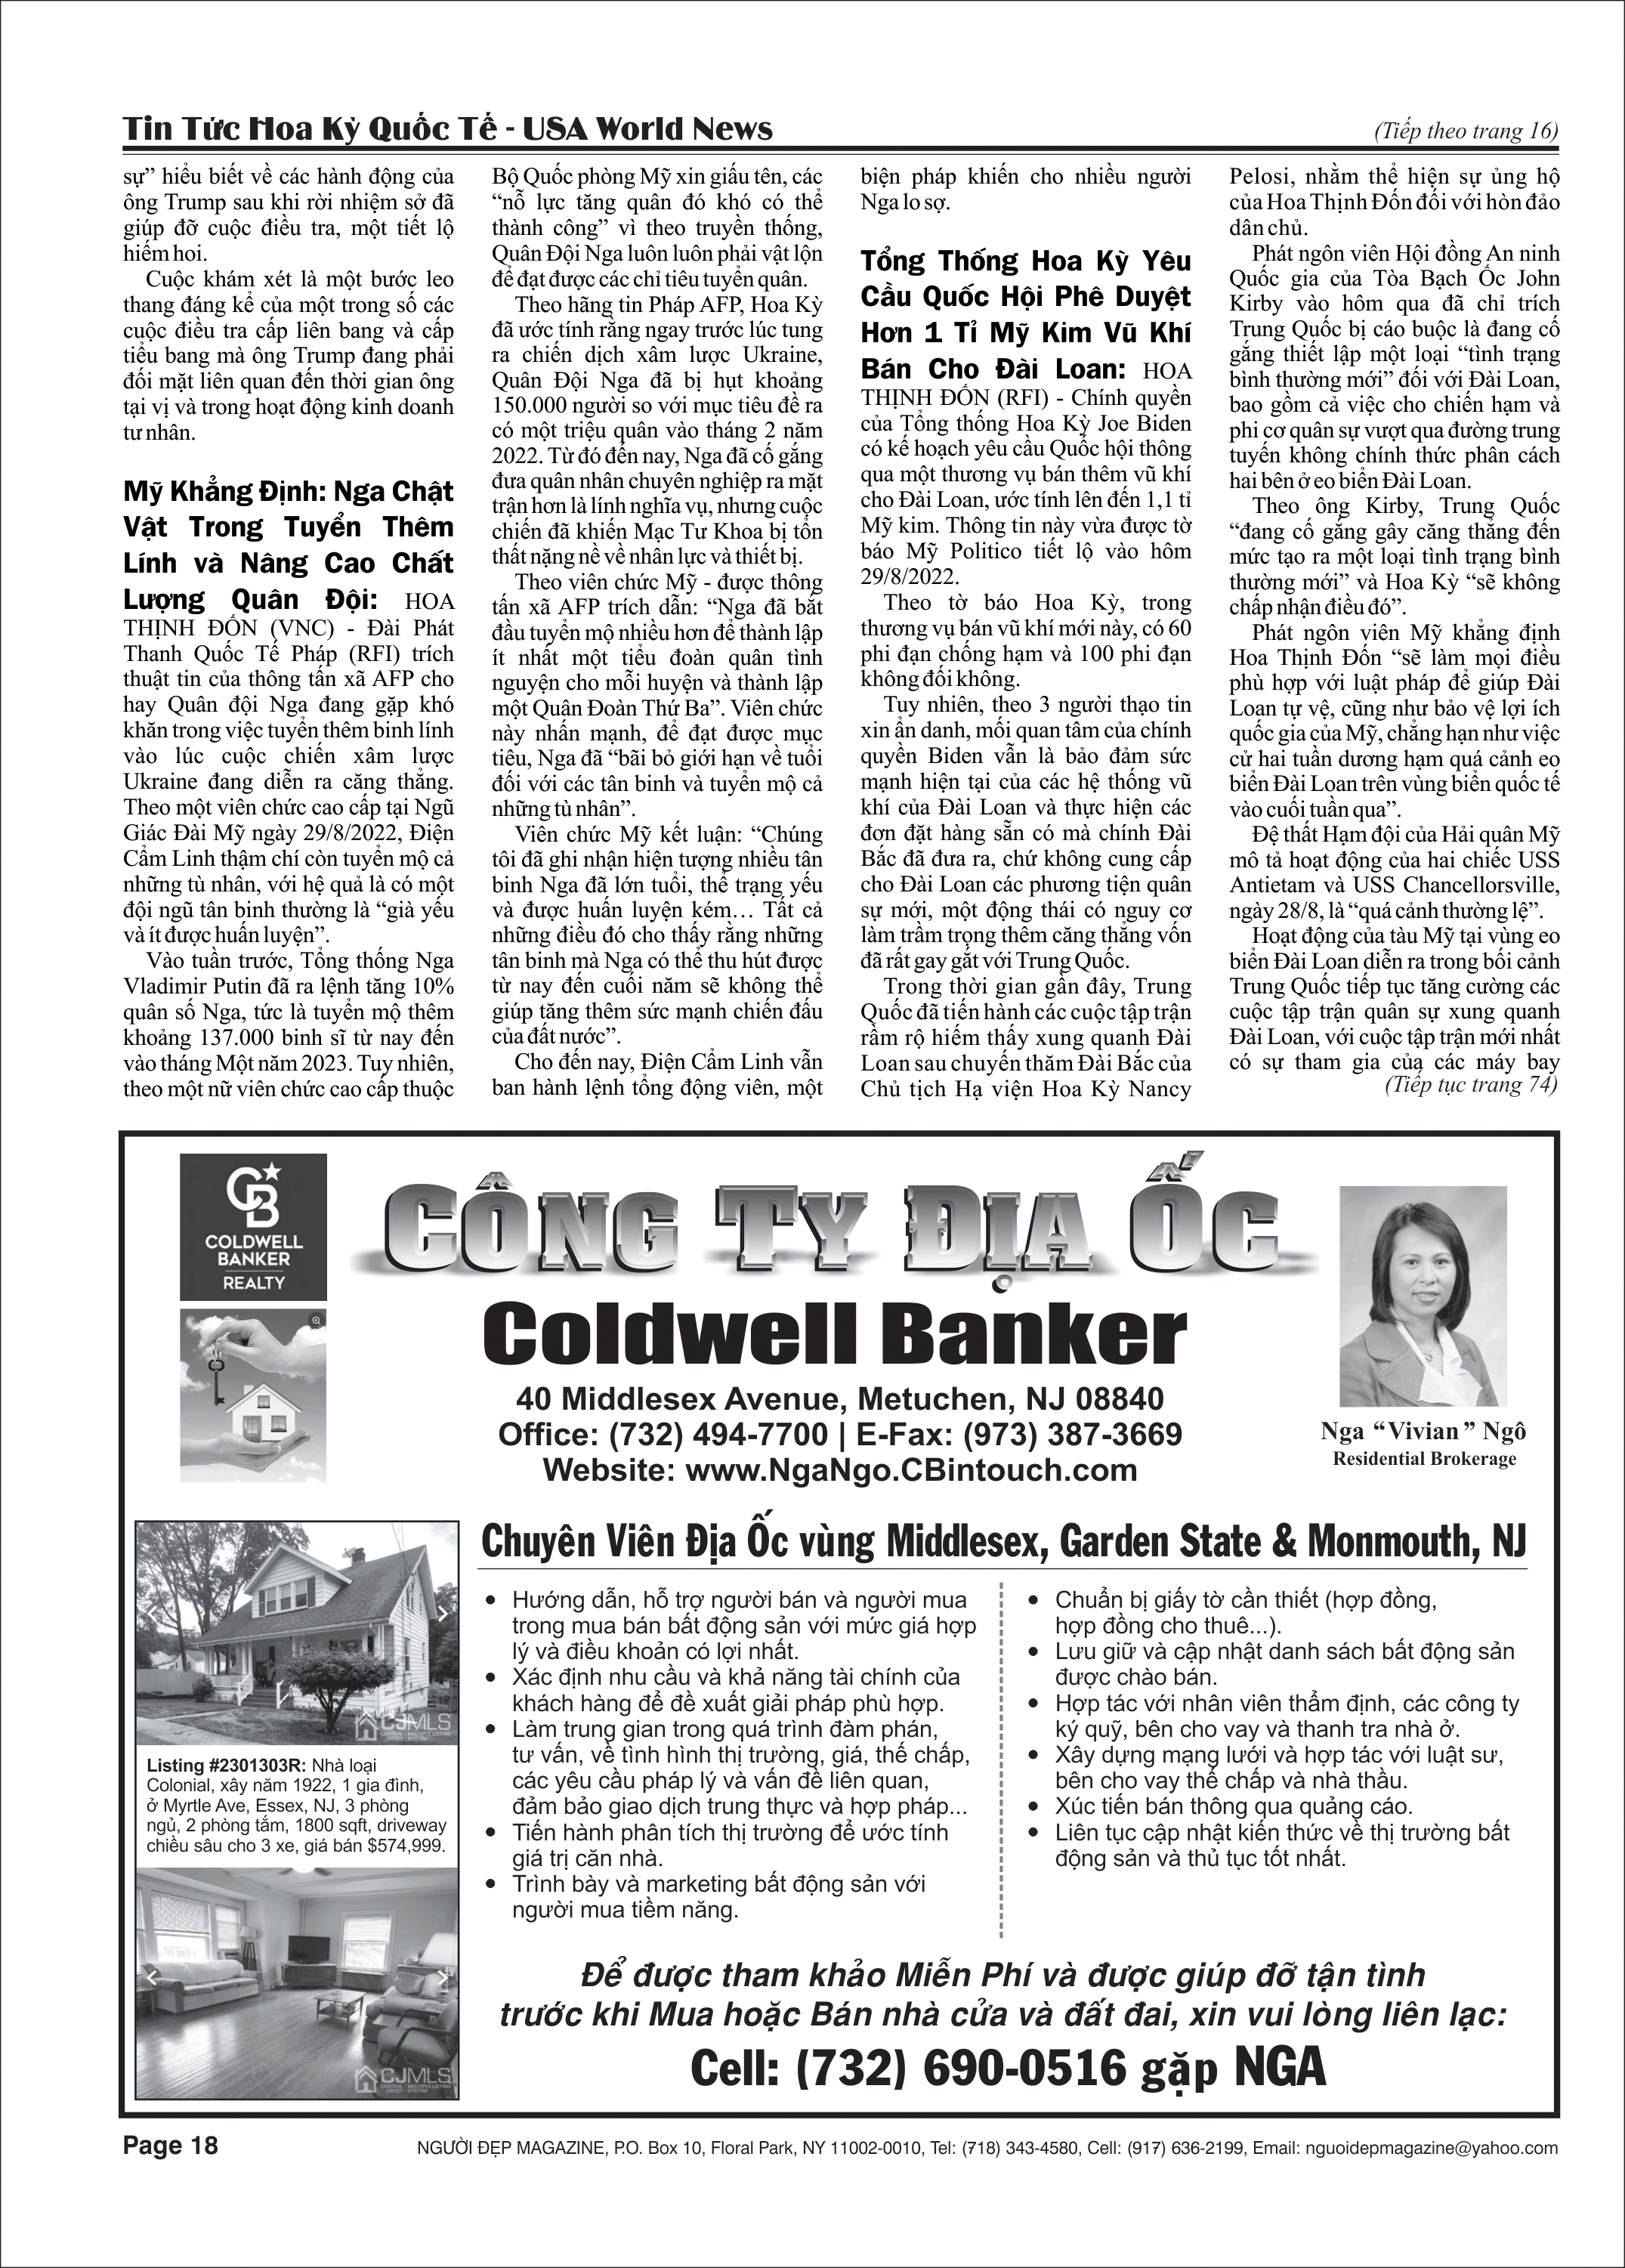 Tin Tức Hoa Kỳ Quốc Tế - USA World News
(Tiếp theo trang 16)
sự” hiểu biết về các hành động của
ông Trump sau khi rời nhiệm sở đã
giúp đỡ cuộc điều tra, một tiết lộ
hiếm hoi.
Cuộc khám xét là một bước leo
thang đáng kể của một trong số các
cuộc điều tra cấp liên bang và cấp
tiểu bang mà ông Trump đang phải
đối mặt liên quan đến thời gian ông
tại vị và trong hoạt động kinh doanh
tư nhân.
Mỹ Khẳng Định: Nga Chật
Vật Trong Tuyển Thêm
Lính và Nâng Cao Chất
Lượng Quân Đội: HOA
THỊNH ĐỐN (VNC) - Đài Phát
Thanh Quốc Tế Pháp (RFI) trích
thuật tin của thông tấn xã AFP cho
hay Quân đội Nga đang gặp khó
khăn trong việc tuyển thêm binh lính
vào lúc cuộc chiến xâm lược
Ukraine đang diễn ra căng thẳng.
Theo một viên chức cao cấp tại Ngũ
Giác Đài Mỹ ngày 29/8/2022, Điện
Cẩm Linh thậm chí còn tuyển mộ cả
những tù nhân, với hệ quả là có một
đội ngũ tân binh thường là “già yếu
và ít được huấn luyện”.
Vào tuần trước, Tổng thống Nga
Vladimir Putin đã ra lệnh tăng 10%
quân số Nga, tức là tuyển mộ thêm
khoảng 137.000 binh sĩ từ nay đến
vào tháng Một năm 2023. Tuy nhiên,
theo một nữ viên chức cao cấp thuộc
Bộ Quốc phòng Mỹ xin giấu tên, các
“nỗ lực tăng quân đó khó có thể
thành công” vì theo truyền thống,
Quân Đội Nga luôn luôn phải vật lộn
để đạt được các chỉ tiêu tuyển quân.
Theo hãng tin Pháp AFP, Hoa Kỳ
đã ước tính rằng ngay trước lúc tung
ra chiến dịch xâm lược Ukraine,
Quân Đội Nga đã bị hụt khoảng
150.000 người so với mục tiêu đề ra
có một triệu quân vào tháng 2 năm
2022. Từ đó đến nay, Nga đã cố gắng
đưa quân nhân chuyên nghiệp ra mặt
trận hơn là lính nghĩa vụ, nhưng cuộc
chiến đã khiến Mạc Tư Khoa bị tổn
thất nặng nề về nhân lực và thiết bị.
Theo viên chức Mỹ - được thông
tấn xã AFP trích dẫn: “Nga đã bắt
đầu tuyển mộ nhiều hơn để thành lập
ít nhất một tiểu đoàn quân tình
nguyện cho mỗi huyện và thành lập
một Quân Đoàn Thứ Ba”. Viên chức
này nhấn mạnh, để đạt được mục
tiêu, Nga đã “bãi bỏ giới hạn về tuổi
đối với các tân binh và tuyển mộ cả
những tù nhân”.
Viên chức Mỹ kết luận: “Chúng
tôi đã ghi nhận hiện tượng nhiều tân
binh Nga đã lớn tuổi, thể trạng yếu
và được huấn luyện kém… Tất cả
những điều đó cho thấy rằng những
tân binh mà Nga có thể thu hút được
từ nay đến cuối năm sẽ không thể
giúp tăng thêm sức mạnh chiến đấu
của đất nước”.
Cho đến nay, Điện Cẩm Linh vẫn
ban hành lệnh tổng động viên, một
biện pháp khiến cho nhiều người
Nga lo sợ.
Tổng Thống Hoa Kỳ Yêu
Cầu Quốc Hội Phê Duyệt
Hơn 1 Tỉ Mỹ Kim Vũ Khí
Bán Cho Đài Loan: HOA
THỊNH ĐỐN (RFI) - Chính quyền
của Tổng thống Hoa Kỳ Joe Biden
có kế hoạch yêu cầu Quốc hội thông
qua một thương vụ bán thêm vũ khí
cho Đài Loan, ước tính lên đến 1,1 tỉ
Mỹ kim. Thông tin này vừa được tờ
báo Mỹ Politico tiết lộ vào hôm
29/8/2022.
Theo tờ báo Hoa Kỳ, trong
thương vụ bán vũ khí mới này, có 60
phi đạn chống hạm và 100 phi đạn
không đối không.
Tuy nhiên, theo 3 người thạo tin
xin ẩn danh, mối quan tâm của chính
quyền Biden vẫn là bảo đảm sức
mạnh hiện tại của các hệ thống vũ
khí của Đài Loan và thực hiện các
đơn đặt hàng sẵn có mà chính Đài
Bắc đã đưa ra, chứ không cung cấp
cho Đài Loan các phương tiện quân
sự mới, một động thái có nguy cơ
làm trầm trọng thêm căng thẳng vốn
đã rất gay gắt với Trung Quốc.
Trong thời gian gần đây, Trung
Quốc đã tiến hành các cuộc tập trận
rầm rộ hiếm thấy xung quanh Đài
Loan sau chuyến thăm Đài Bắc của
Chủ tịch Hạ viện Hoa Kỳ Nancy
Pelosi, nhằm thể hiện sự ủng hộ
của Hoa Thịnh Đốn đối với hòn đảo
dân chủ.
Phát ngôn viên Hội đồng An ninh
Quốc gia của Tòa Bạch Ốc John
Kirby vào hôm qua đã chỉ trích
Trung Quốc bị cáo buộc là đang cố
gắng thiết lập một loại “tình trạng
bình thường mới” đối với Đài Loan,
bao gồm cả việc cho chiến hạm và
phi cơ quân sự vượt qua đường trung
tuyến không chính thức phân cách
hai bên ở eo biển Đài Loan.
Theo ông Kirby, Trung Quốc
“đang cố gắng gây căng thẳng đến
mức tạo ra một loại tình trạng bình
thường mới” và Hoa Kỳ “sẽ không
chấp nhận điều đó”.
Phát ngôn viên Mỹ khẳng định
Hoa Thịnh Đốn “sẽ làm mọi điều
phù hợp với luật pháp để giúp Đài
Loan tự vệ, cũng như bảo vệ lợi ích
quốc gia của Mỹ, chẳng hạn như việc
cử hai tuần dương hạm quá cảnh eo
biển Đài Loan trên vùng biển quốc tế
vào cuối tuần qua”.
Đệ thất Hạm đội của Hải quân Mỹ
mô tả hoạt động của hai chiếc USS
Antietam và USS Chancellorsville,
ngày 28/8, là “quá cảnh thường lệ”.
Hoạt động của tàu Mỹ tại vùng eo
biển Đài Loan diễn ra trong bối cảnh
Trung Quốc tiếp tục tăng cường các
cuộc tập trận quân sự xung quanh
Đài Loan, với cuộc tập trận mới nhất
có sự tham gia của các máy bay
(Tiếp tục trang 74)
CB
COLDWELL
BANKER
REALTY
CÔNG TY ĐỊA ỐC
Coldwell Banker
40 Middlesex Avenue, Metuchen, NJ 08840
Office: (732) 494-7700 | E-Fax: (973) 387-3669
Website: www.NgaNgo.CBintouch.com
Nga “Vivian” Ngô
Residential Brokerage
CJMLS
CENTRAL JERSEY MULTIPLE LISTING SYSTEM
Listing #2301303R: Nhà loại
Colonial, xây năm 1922, 1 gia đình,
ở Myrtle Ave, Essex, NJ, 3 phòng
ngủ, 2 phòng tắm, 1800 sqft, driveway
chiều sâu cho 3 xe, giá bán $574,999.
CJMLS
CENTRAL JERSEY MULTIPLE LISTING SYSTEM
Chuyên Viên Địa Ốc vùng Middlesex, Garden State & Monmouth, NJ
• Hướng dẫn, hỗ trợ người bán và người mua
trong mua bán bất động sản với mức giá hợp
lý và điều khoản có lợi nhất.
• Xác định nhu cầu và khả năng tài chính của
khách hàng để đề xuất giải pháp phù hợp.
• Làm trung gian trong quá trình đàm phán,
tư vấn, về tình hình thị trường, giá, thế chấp,
các yêu cầu pháp lý và vấn đề liên quan,
đảm bảo giao dịch trung thực và hợp pháp...
• Tiến hành phân tích thị trường để ước tính
giá trị căn nhà.
• Trình bày và marketing bất động sản với
người mua tiềm năng.
• Chuẩn bị giấy tờ cần thiết (hợp đồng,
hợp đồng cho thuê...).
• Lưu giữ và cập nhật danh sách bất động sản
được chào bán.
• Hợp tác với nhân viên thẩm định, các công ty
ký quỹ, bên cho vay và thanh tra nhà ở.
• Xây dựng mạng lưới và hợp tác với luật sư,
bên cho vay thế chấp và nhà thầu.
• Xúc tiến bán thông qua quảng cáo.
• Liên tục cập nhật kiến thức về thị trường bất
động sản và thủ tục tốt nhất.
Để được tham khảo Miễn Phí và được giúp đỡ tận tình
trước khi Mua hoặc Bán nhà cửa và đất đai, xin vui lòng liên lạc:
Cell: (732) 690-0516 gặp NGA
Page 18
NGƯỜI ĐẸP MAGAZINE, P.O. Box 10, Floral Park, NY 11002-0010, Tel: (718) 343-4580, Cell: (917) 636-2199, Email: nguoidepmagazine@yahoo.com